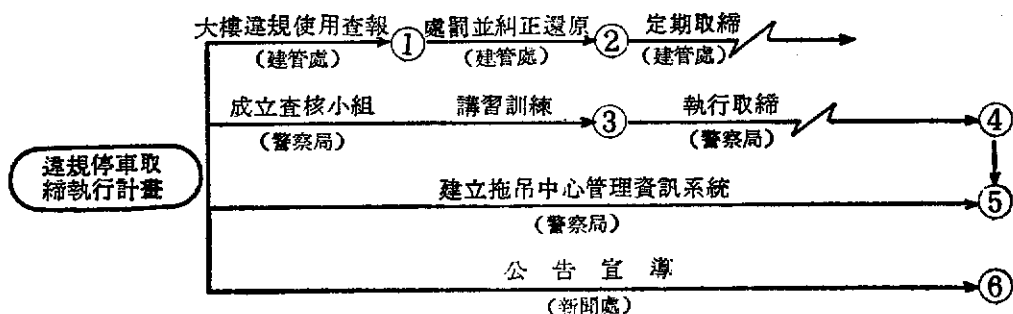 大樓違規使用查報
①
處罰並糾正還原
②
定期取締
(建管處)
(建管處)
(建管處)
成立查核小組
講習訓練
③
執行取締
④
(警察局)
(警察局)
違規停車取
締執行計畫
建立拖吊中心管理資訊系統
⑤
(警察局)
公告宣導
⑥
(新聞處)